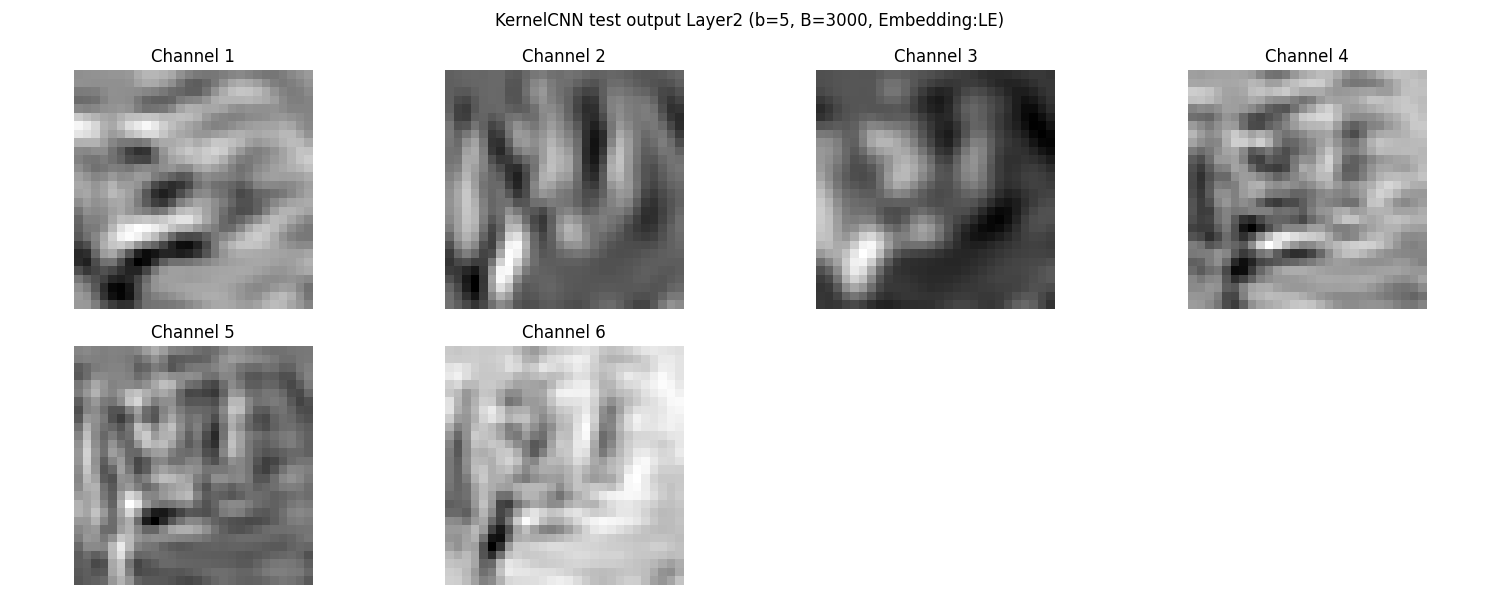 KernelCNN test output Layer2 (b=5, B=3000, Embedding:LE)
Channel 1
Channel 2
Channel 3
Channel 4
Channel 5
Channel 6